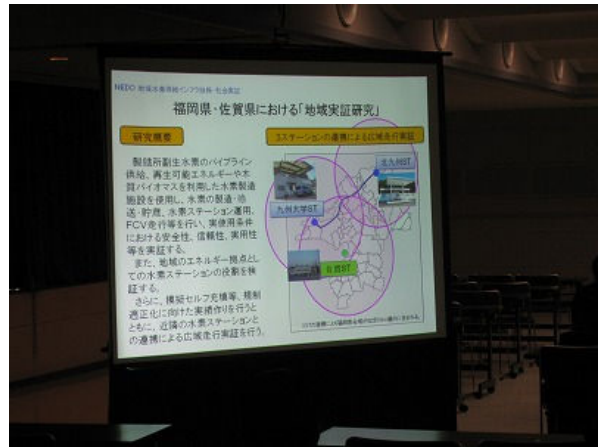 NEDO 地域水素供給インフラ技術・社会実証
福岡県・佐賀県における「地域実証研究」
研究概要
製鉄所副生水素のパイプライン
供給、再生可能エネルギーや木
質バイオマスを利用した水素製造
施設を使用し、水素の製造・輸
送・貯蔵、水素ステーション運用、
FCV走行等を行い、実使用条件
における安全性、信頼性、実用性
等を実証する。
また、地域のエネルギー拠点とし
ての水素ステーションの役割を検
証する。
さらに、模擬セルフ充填等、規制
適正化に向けた実績作りを行うと
ともに、近隣の水素ステーションと
の連携による広域走行実証を行う。
3ステーションの連携による広域走行実証
北九州ST
九州大学ST
佐賀ST